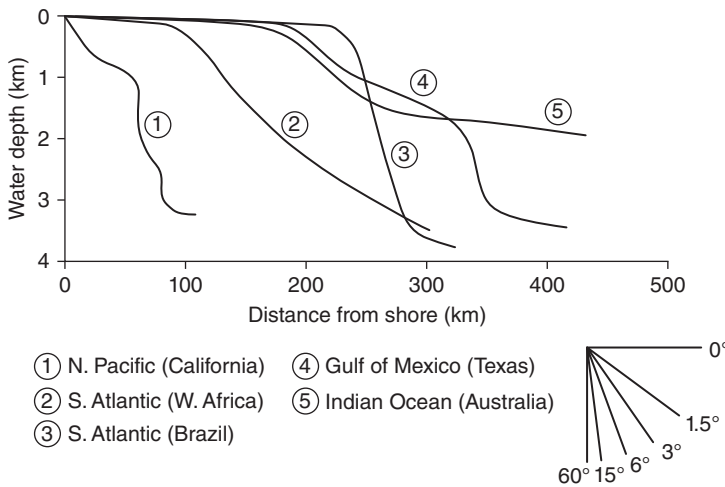 0
1
2
3
4
Water depth (km)
1
2
3
4
5
0 100 200 300 400 500
Distance from shore (km)
1 N. Pacific (California)
2 S. Atlantic (W. Africa)
3 S. Atlantic (Brazil)
4 Gulf of Mexico (Texas)
5 Indian Ocean (Australia)
0°
1.5°
3°
6°
15°
60°